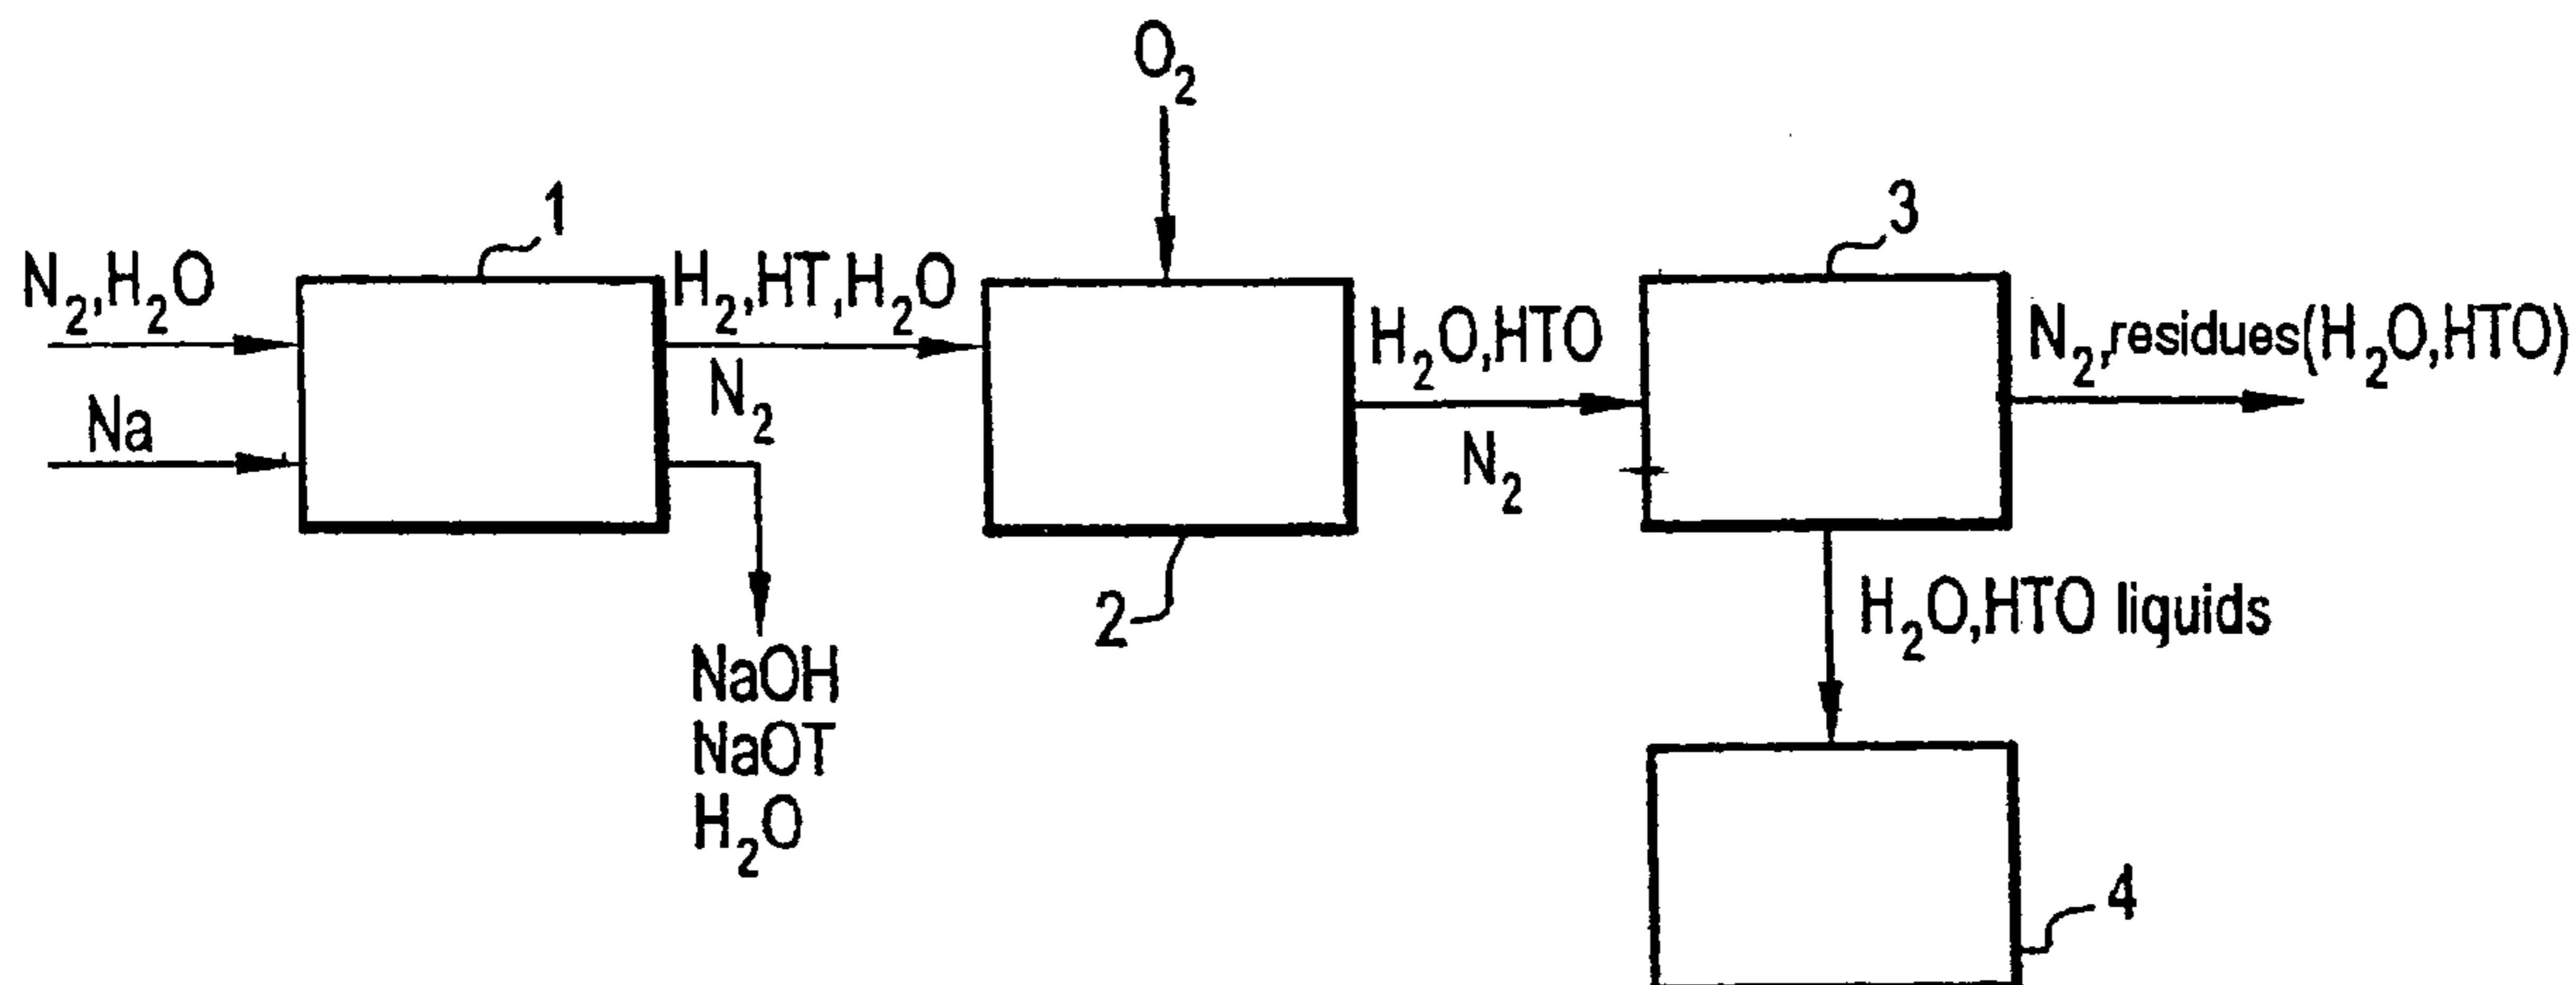 O₂
1
3
N₂,H₂O
H₂,HT,H₂O
N₂
H₂O,HTO
N₂
N₂,residues(H₂O,HTO)
Na
2
H₂O,HTO liquids
NaOH
NaOT
H₂O
4